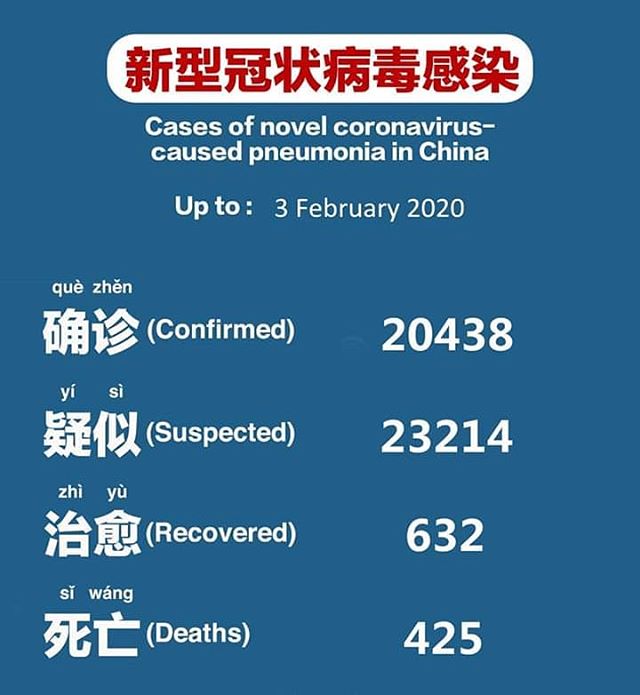 新型冠状病毒感染
Cases of novel coronavirus-
caused pneumonia in China
Up to: 3 February 2020
què zhěn
确诊 (Confirmed) 20438
yí sì
疑似 (Suspected) 23214
zhì yù
治愈 (Recovered) 632
sǐ wáng
死亡 (Deaths) 425